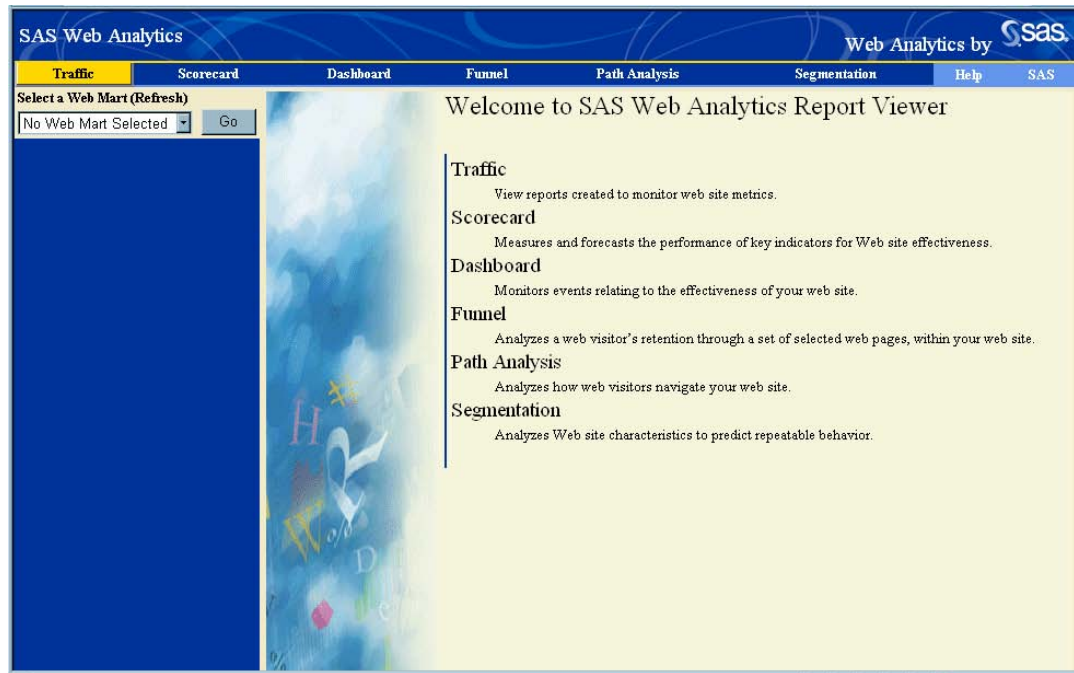 SAS Web Analytics
Web Analytics by sas.
Traffic Scorecard Dashboard Funnel Path Analysis Segmentation Help SAS
Select a Web Mart (Refresh)
No Web Mart Selected Go
Welcome to SAS Web Analytics Report Viewer
Traffic
View reports created to monitor web site metrics.
Scorecard
Measures and forecasts the performance of key indicators for Web site effectiveness.
Dashboard
Monitors events relating to the effectiveness of your web site.
Funnel
Analyzes a web visitor's retention through a set of selected web pages, within your web site.
Path Analysis
Analyzes how web visitors navigate your web site.
Segmentation
Analyzes Web site characteristics to predict repeatable behavior.
#
H
W
%
D
e
%